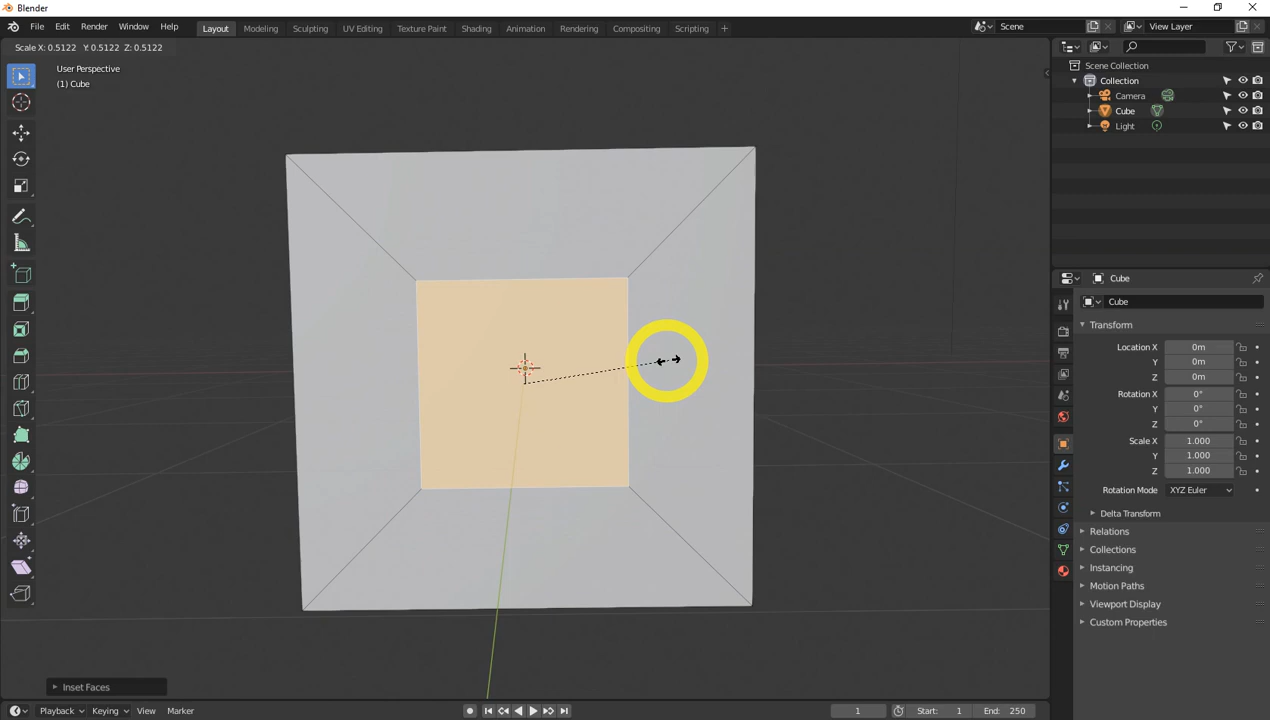 Blender
File Edit Render Window Help Layout Modeling Sculpting UV Editing Texture Paint Shading Animation Rendering Compositing Scripting + Scene View Layer
Scale X: 0.5122 Y: 0.5122 Z: 0.5122
User Perspective
(1) Cube
Scene Collection
Collection
Camera
Cube
Light
Cube
Cube
Transform
Location X 0m
Y 0m
Z 0m
Rotation X 0°
Y 0°
Z 0°
Scale X 1.000
Y 1.000
Z 1.000
Rotation Mode XYZ Euler
Delta Transform
Relations
Collections
Instancing
Motion Paths
Viewport Display
Custom Properties
Inset Faces
Playback Keying View Marker 1 Start: 1 End: 250